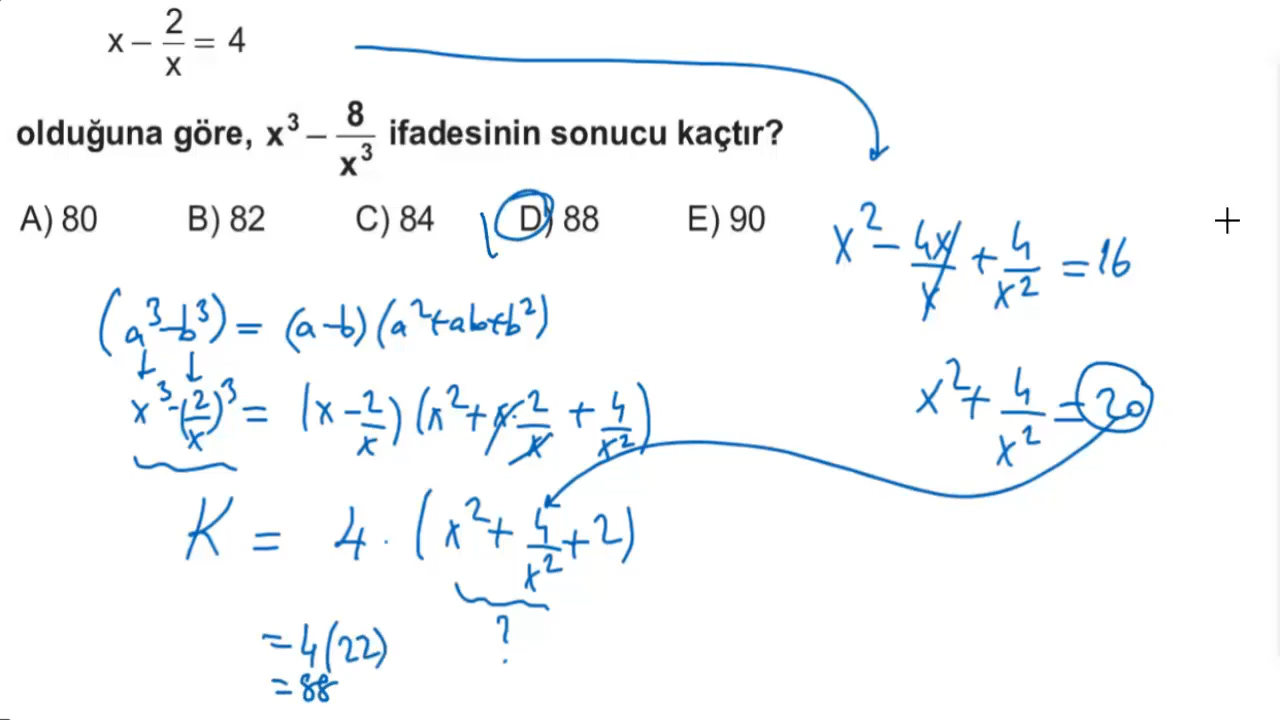 x − 2/x = 4
olduğuna göre, x³ − 8/x³ ifadesinin sonucu kaçtır?
A) 80 B) 82 C) 84 D) 88 E) 90
x² − 4x/x + 4/x² = 16
x² + 4/x² = 20
(a³ − b³) = (a − b)(a² + ab + b²)
x³ − (2/x)³ = (x − 2/x)(x² + x · 2/x + 4/x²)
K = 4 · (x² + 4/x² + 2)
?
= 4(22)
= 88